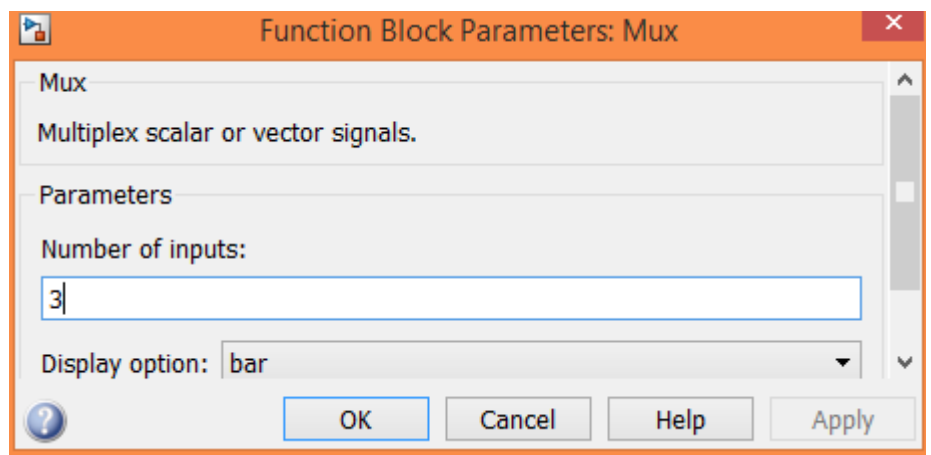 Function Block Parameters: Mux
Mux
Multiplex scalar or vector signals.
Parameters
Number of inputs:
3
Display option: bar
OK Cancel Help Apply